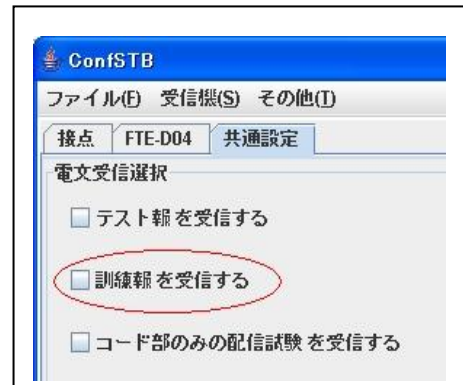 ConfSTB
ファイル(F) 受信機(S) その他(I)
接点 FTE-D04 共通設定
電文受信選択
テスト報 を受信する
訓練報 を受信する
コード部のみの配信試験 を受信する